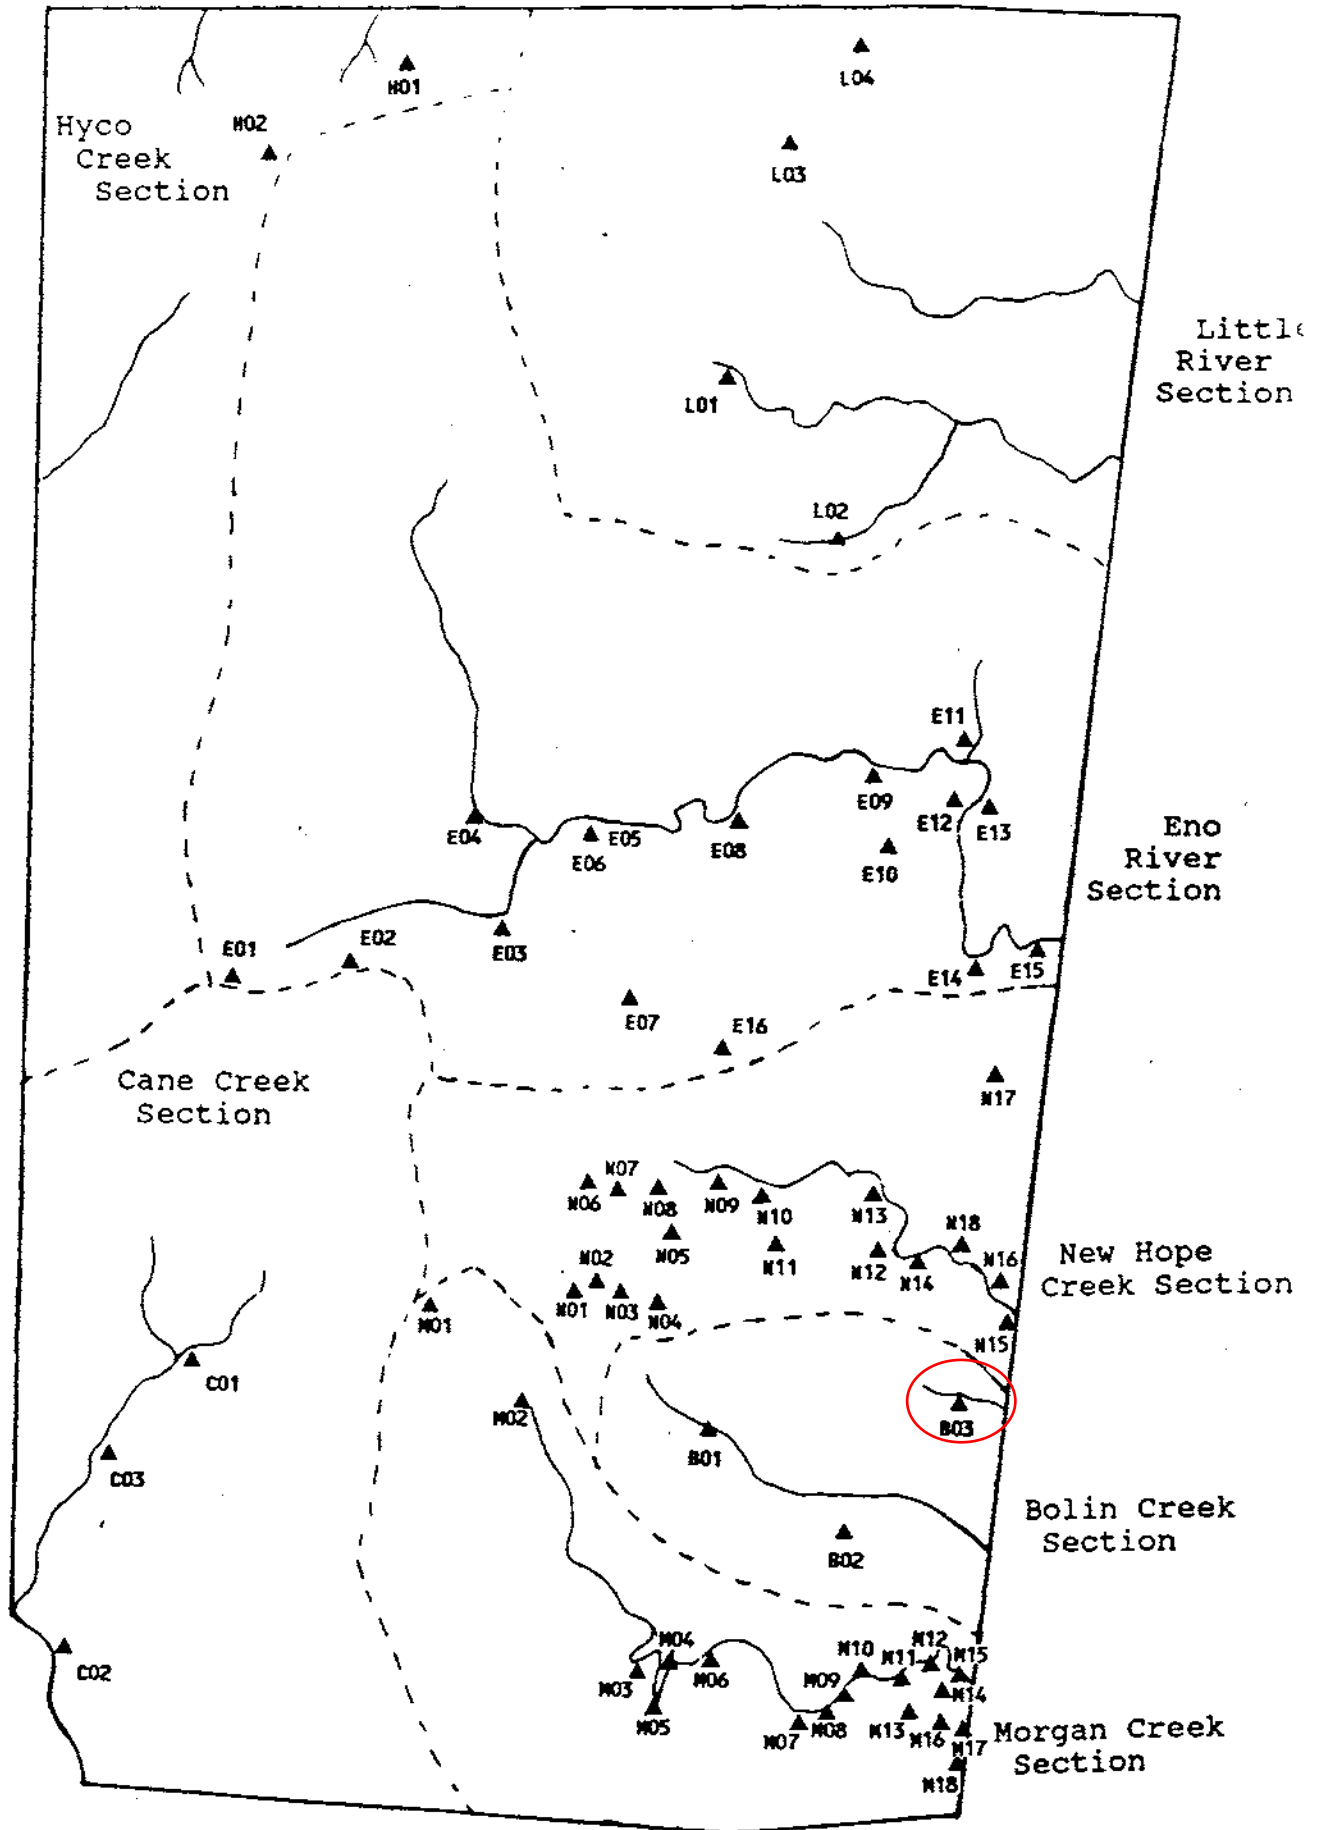 L04
H01
Hyco
Creek
Section
H02
L03
Little
River
Section
L01
L02
E11
E09
E12
E13
E04
E06
E05
E08
E10
Eno
River
Section
E01
E02
E03
E14
E15
E07
E16
Cane Creek
Section
N17
N07
N06
N08
N09
N10
N13
N18
N05
N02
N11
N12
N14
N16
New Hope
Creek Section
N01
N03
N04
M01
N15
C01
M02
B03
B01
C03
Bolin Creek
Section
B02
M04
M12
M10
M11
M15
C02
M03
M06
M09
M14
M05
M07
M08
M13
M16
M17
Morgan Creek
Section
M18